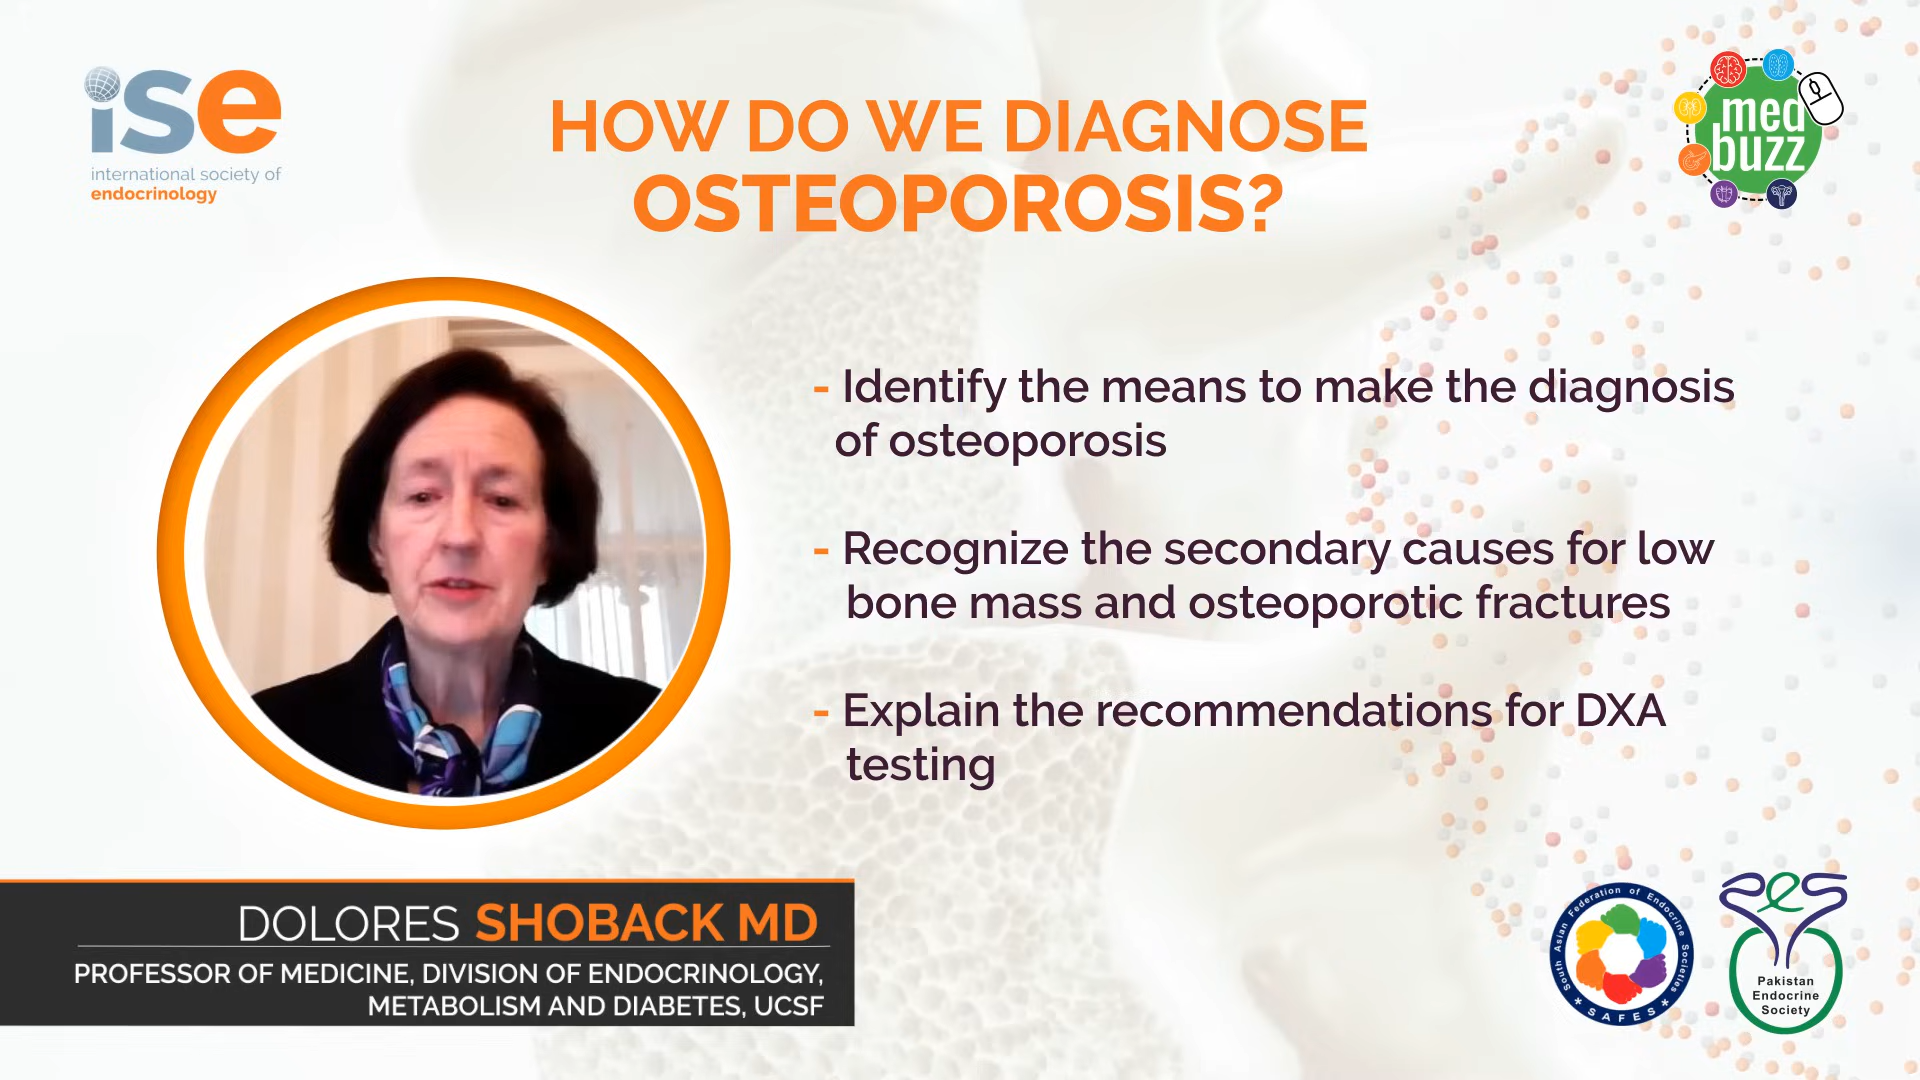 ise
international society of
endocrinology
HOW DO WE DIAGNOSE
OSTEOPOROSIS?
med
buzz
- Identify the means to make the diagnosis
of osteoporosis
- Recognize the secondary causes for low
bone mass and osteoporotic fractures
- Explain the recommendations for DXA
testing
DOLORES SHOBACK MD
PROFESSOR OF MEDICINE, DIVISION OF ENDOCRINOLOGY,
METABOLISM AND DIABETES, UCSF
South Asian Federation of Endocrine Societies
SAFES
PES
Pakistan
Endocrine
Society